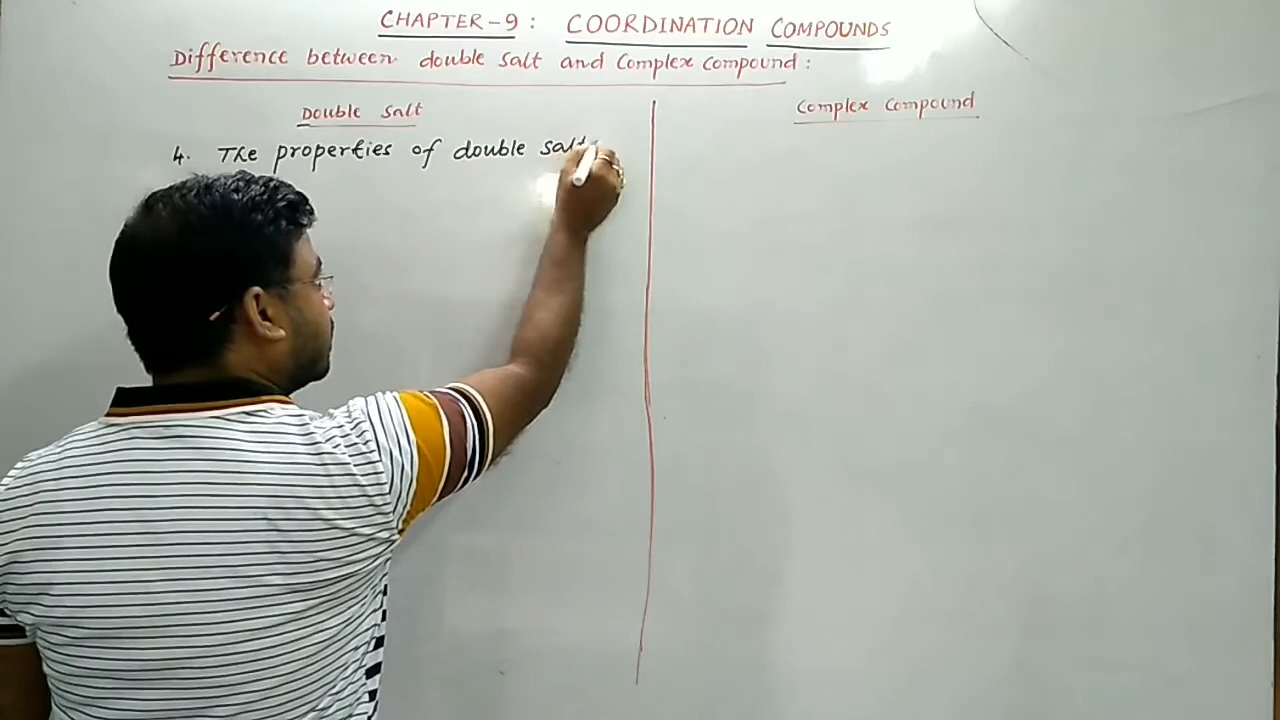 CHAPTER-9: COORDINATION COMPOUNDS
Difference between double salt and Complex Compound:
Double Salt
Complex Compound
4. The properties of double salt